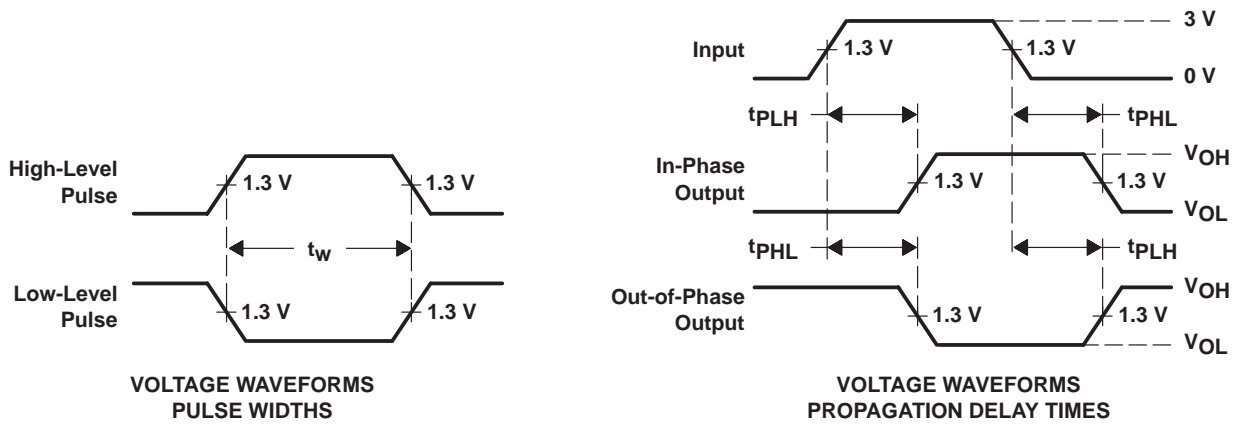 High-Level
Pulse
1.3 V
1.3 V
tw
Low-Level
Pulse
1.3 V
1.3 V
VOLTAGE WAVEFORMS
PULSE WIDTHS
Input
1.3 V
1.3 V
3 V
0 V
tPLH
tPHL
In-Phase
Output
1.3 V
1.3 V
VOH
VOL
tPHL
tPLH
Out-of-Phase
Output
1.3 V
1.3 V
VOH
VOL
VOLTAGE WAVEFORMS
PROPAGATION DELAY TIMES